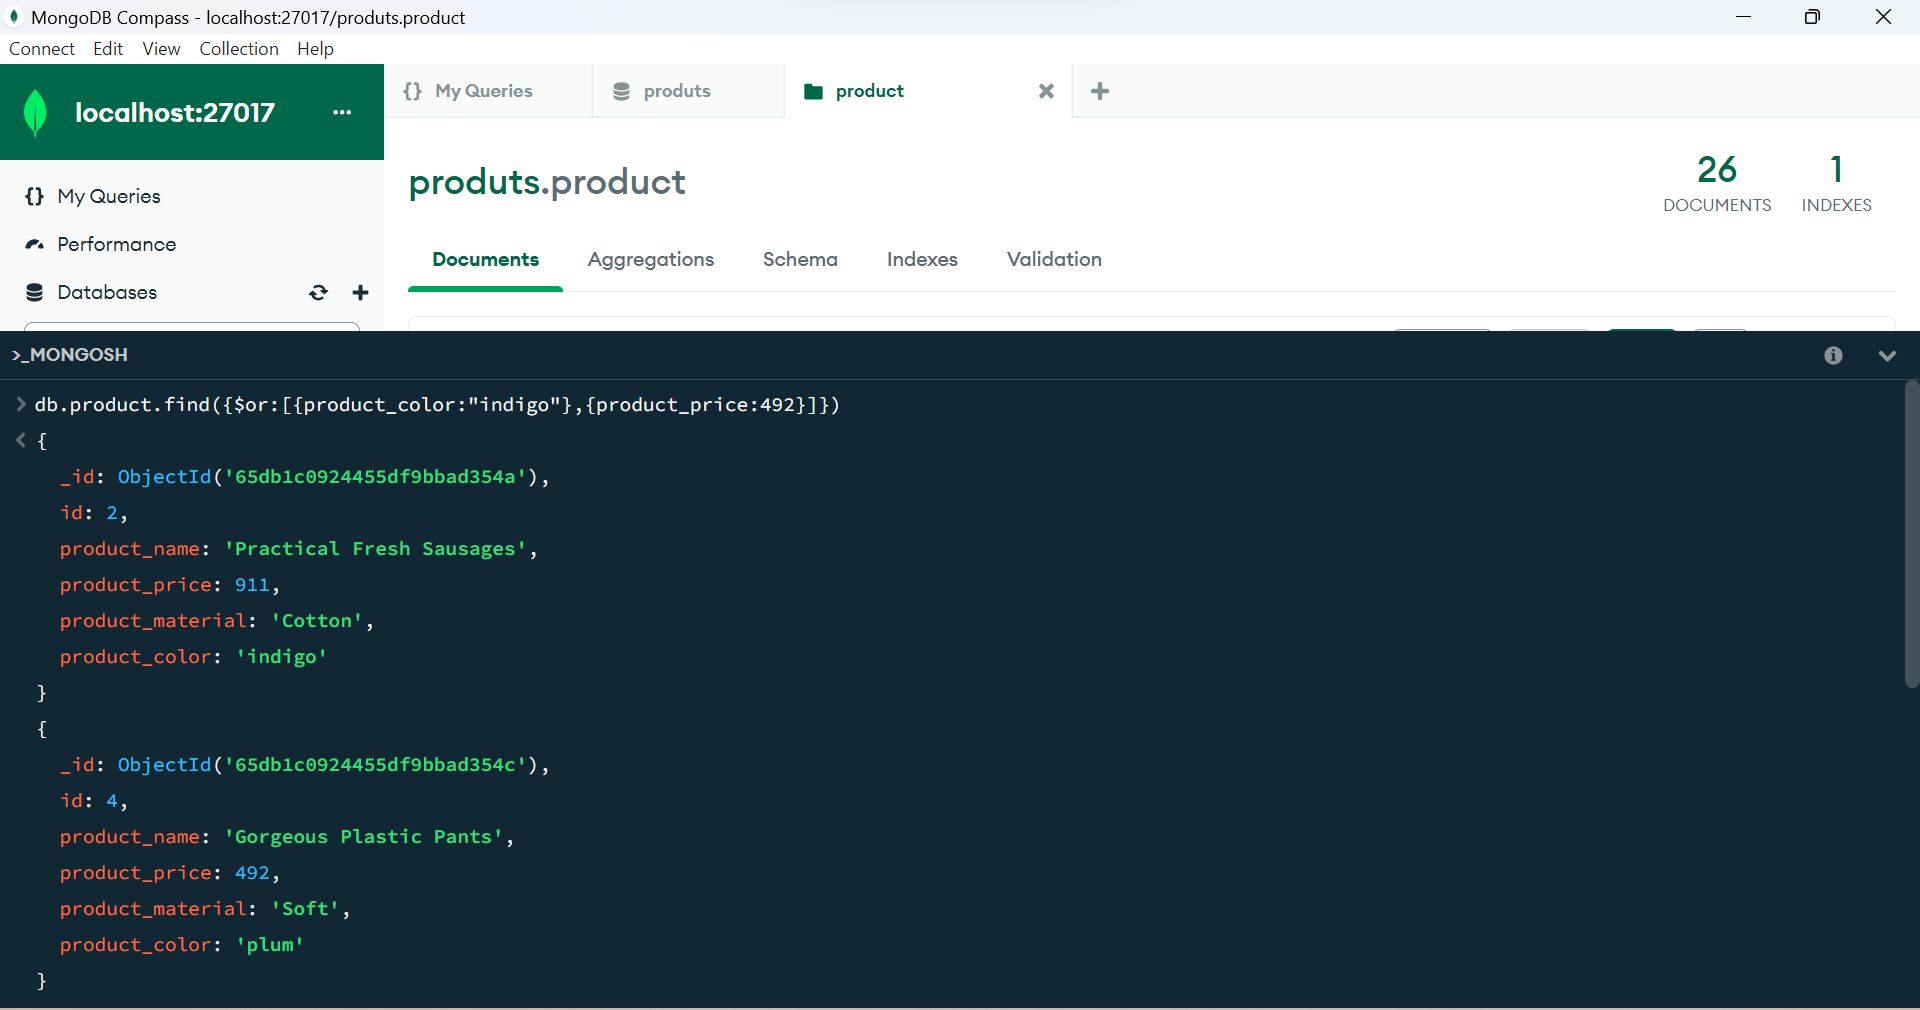 MongoDB Compass - localhost:27017/produts.product
Connect Edit View Collection Help
localhost:27017 ...
{} My Queries
produts
product
My Queries
Performance
Databases
produts.product
26
DOCUMENTS
1
INDEXES
Documents Aggregations Schema Indexes Validation
>_MONGOSH
> db.product.find({$or:[{product_color:"indigo"},{product_price:492}]})
< {
_id: ObjectId('65db1c0924455df9bbad354a'),
id: 2,
product_name: 'Practical Fresh Sausages',
product_price: 911,
product_material: 'Cotton',
product_color: 'indigo'
}
{
_id: ObjectId('65db1c0924455df9bbad354c'),
id: 4,
product_name: 'Gorgeous Plastic Pants',
product_price: 492,
product_material: 'Soft',
product_color: 'plum'
}